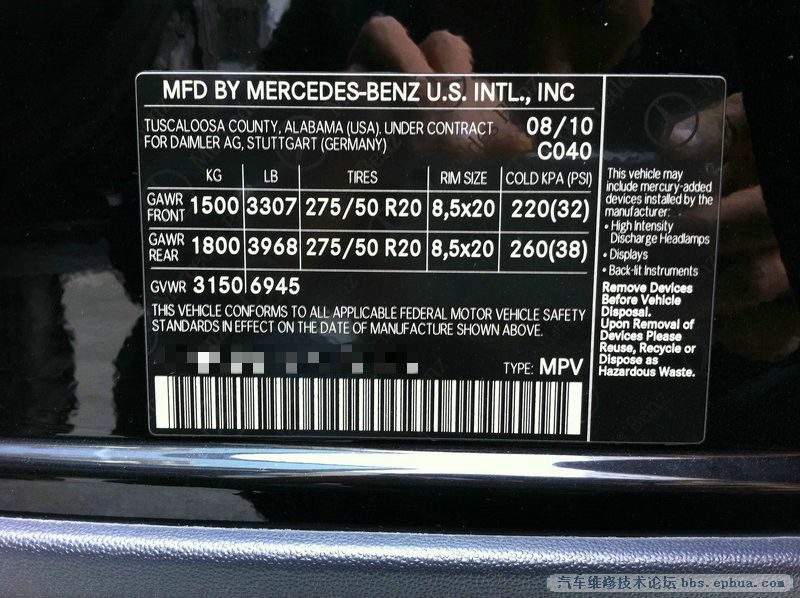 MFD BY MERCEDES-BENZ U.S. INTL., INC
TUSCALOOSA COUNTY, ALABAMA (USA), UNDER CONTRACT
FOR DAIMLER AG, STUTTGART (GERMANY)
08/10
C040
KG LB TIRES RIM SIZE COLD KPA (PSI)
GAWR FRONT 1500 3307 275/50 R20 8,5x20 220(32)
GAWR REAR 1800 3968 275/50 R20 8,5x20 260(38)
GVWR 3150 6945
THIS VEHICLE CONFORMS TO ALL APPLICABLE FEDERAL MOTOR VEHICLE SAFETY
STANDARDS IN EFFECT ON THE DATE OF MANUFACTURE SHOWN ABOVE.
TYPE: MPV
This vehicle may
include mercury-added
devices installed by the
manufacturer:
• High Intensity
Discharge Headlamps
• Displays
• Back-lit Instruments
Remove Devices
Before Vehicle
Disposal.
Upon Removal of
Devices Please
Reuse, Recycle or
Dispose as
Hazardous Waste.
汽车维修技术论坛 bbs.ephua.com